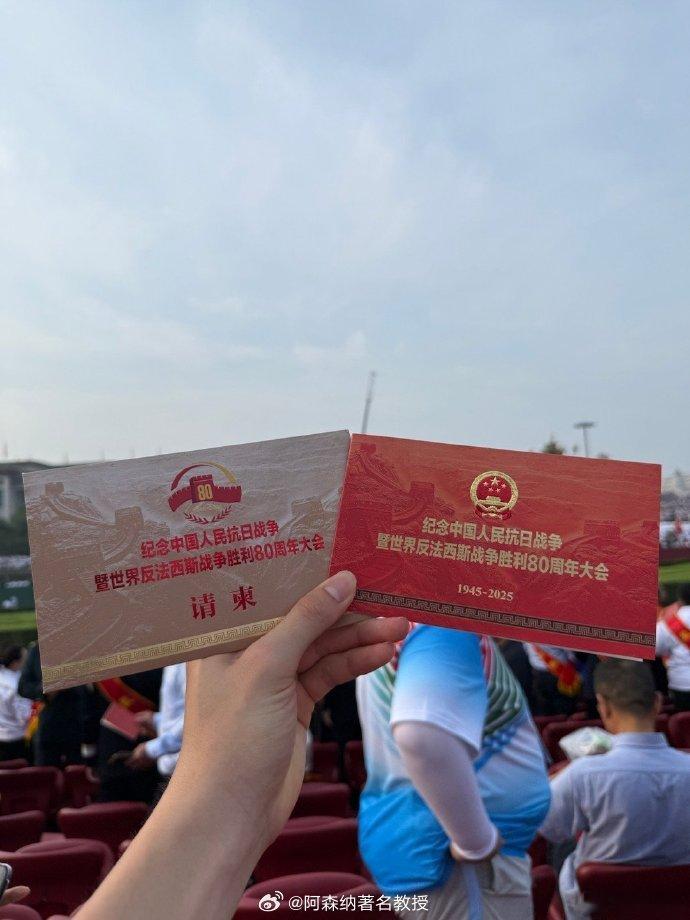 80
纪念中国人民抗日战争
暨世界反法西斯战争胜利80周年大会
请柬
纪念中国人民抗日战争
暨世界反法西斯战争胜利80周年大会
1945-2025
@阿森纳著名教授